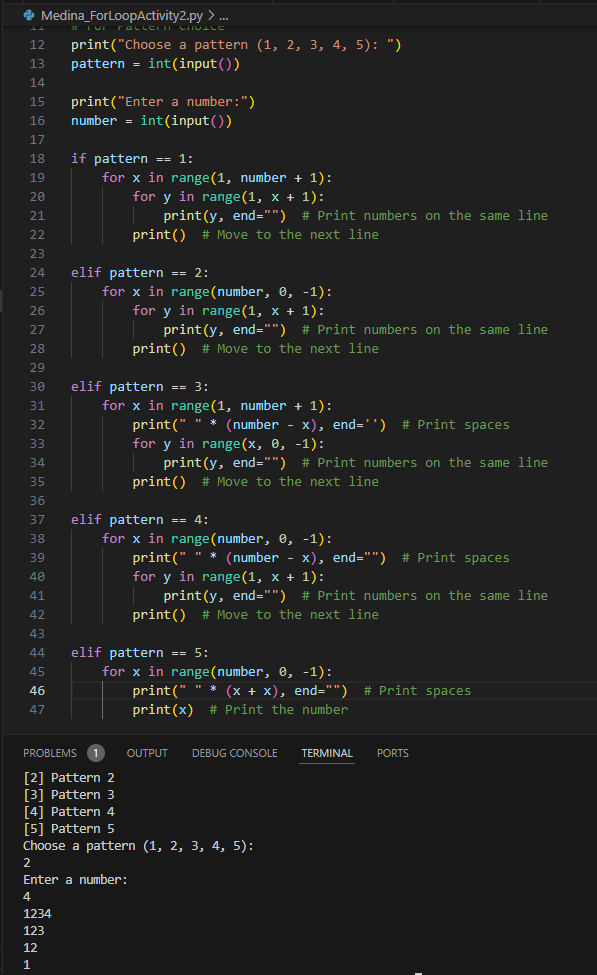 Medina_ForLoopActivity2.py > ...
11 # For Pattern Choice
12 print("Choose a pattern (1, 2, 3, 4, 5): ")
13 pattern = int(input())
14
15 print("Enter a number:")
16 number = int(input())
17
18 if pattern == 1:
19     for x in range(1, number + 1):
20         for y in range(1, x + 1):
21             print(y, end="")  # Print numbers on the same line
22         print()  # Move to the next line
23
24 elif pattern == 2:
25     for x in range(number, 0, -1):
26         for y in range(1, x + 1):
27             print(y, end="")  # Print numbers on the same line
28         print()  # Move to the next line
29
30 elif pattern == 3:
31     for x in range(1, number + 1):
32         print(" " * (number - x), end='')  # Print spaces
33         for y in range(x, 0, -1):
34             print(y, end="")  # Print numbers on the same line
35         print()  # Move to the next line
36
37 elif pattern == 4:
38     for x in range(number, 0, -1):
39         print(" " * (number - x), end="")  # Print spaces
40         for y in range(1, x + 1):
41             print(y, end="")  # Print numbers on the same line
42         print()  # Move to the next line
43
44 elif pattern == 5:
45     for x in range(number, 0, -1):
46         print(" " * (x + x), end="")  # Print spaces
47         print(x)  # Print the number
PROBLEMS 1 OUTPUT DEBUG CONSOLE TERMINAL PORTS
[2] Pattern 2
[3] Pattern 3
[4] Pattern 4
[5] Pattern 5
Choose a pattern (1, 2, 3, 4, 5):
2
Enter a number:
4
1234
123
12
1